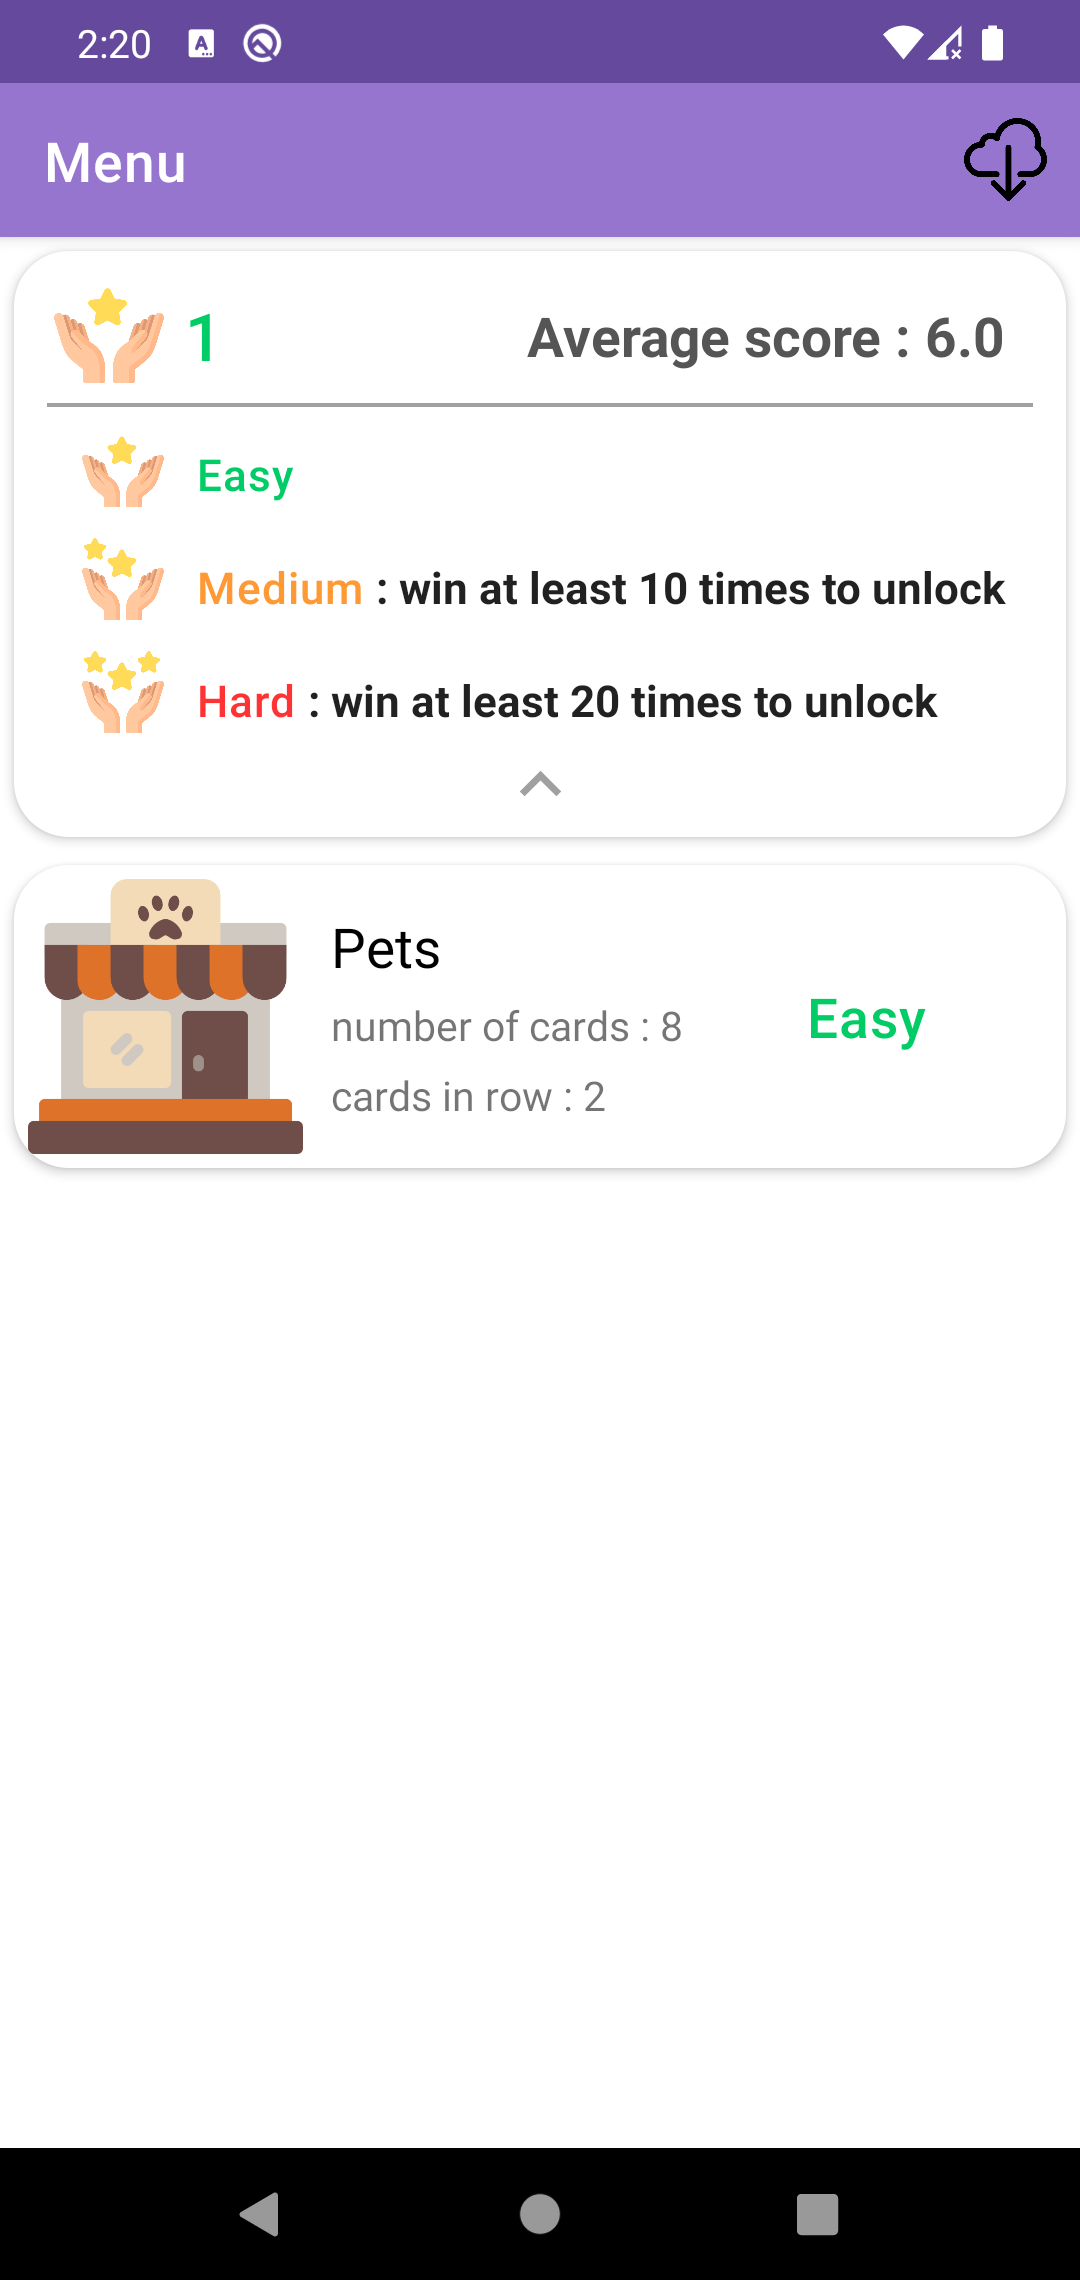 2:20
Menu
1
Average score : 6.0
Easy
Medium : win at least 10 times to unlock
Hard : win at least 20 times to unlock
Pets
number of cards : 8
Easy
cards in row : 2